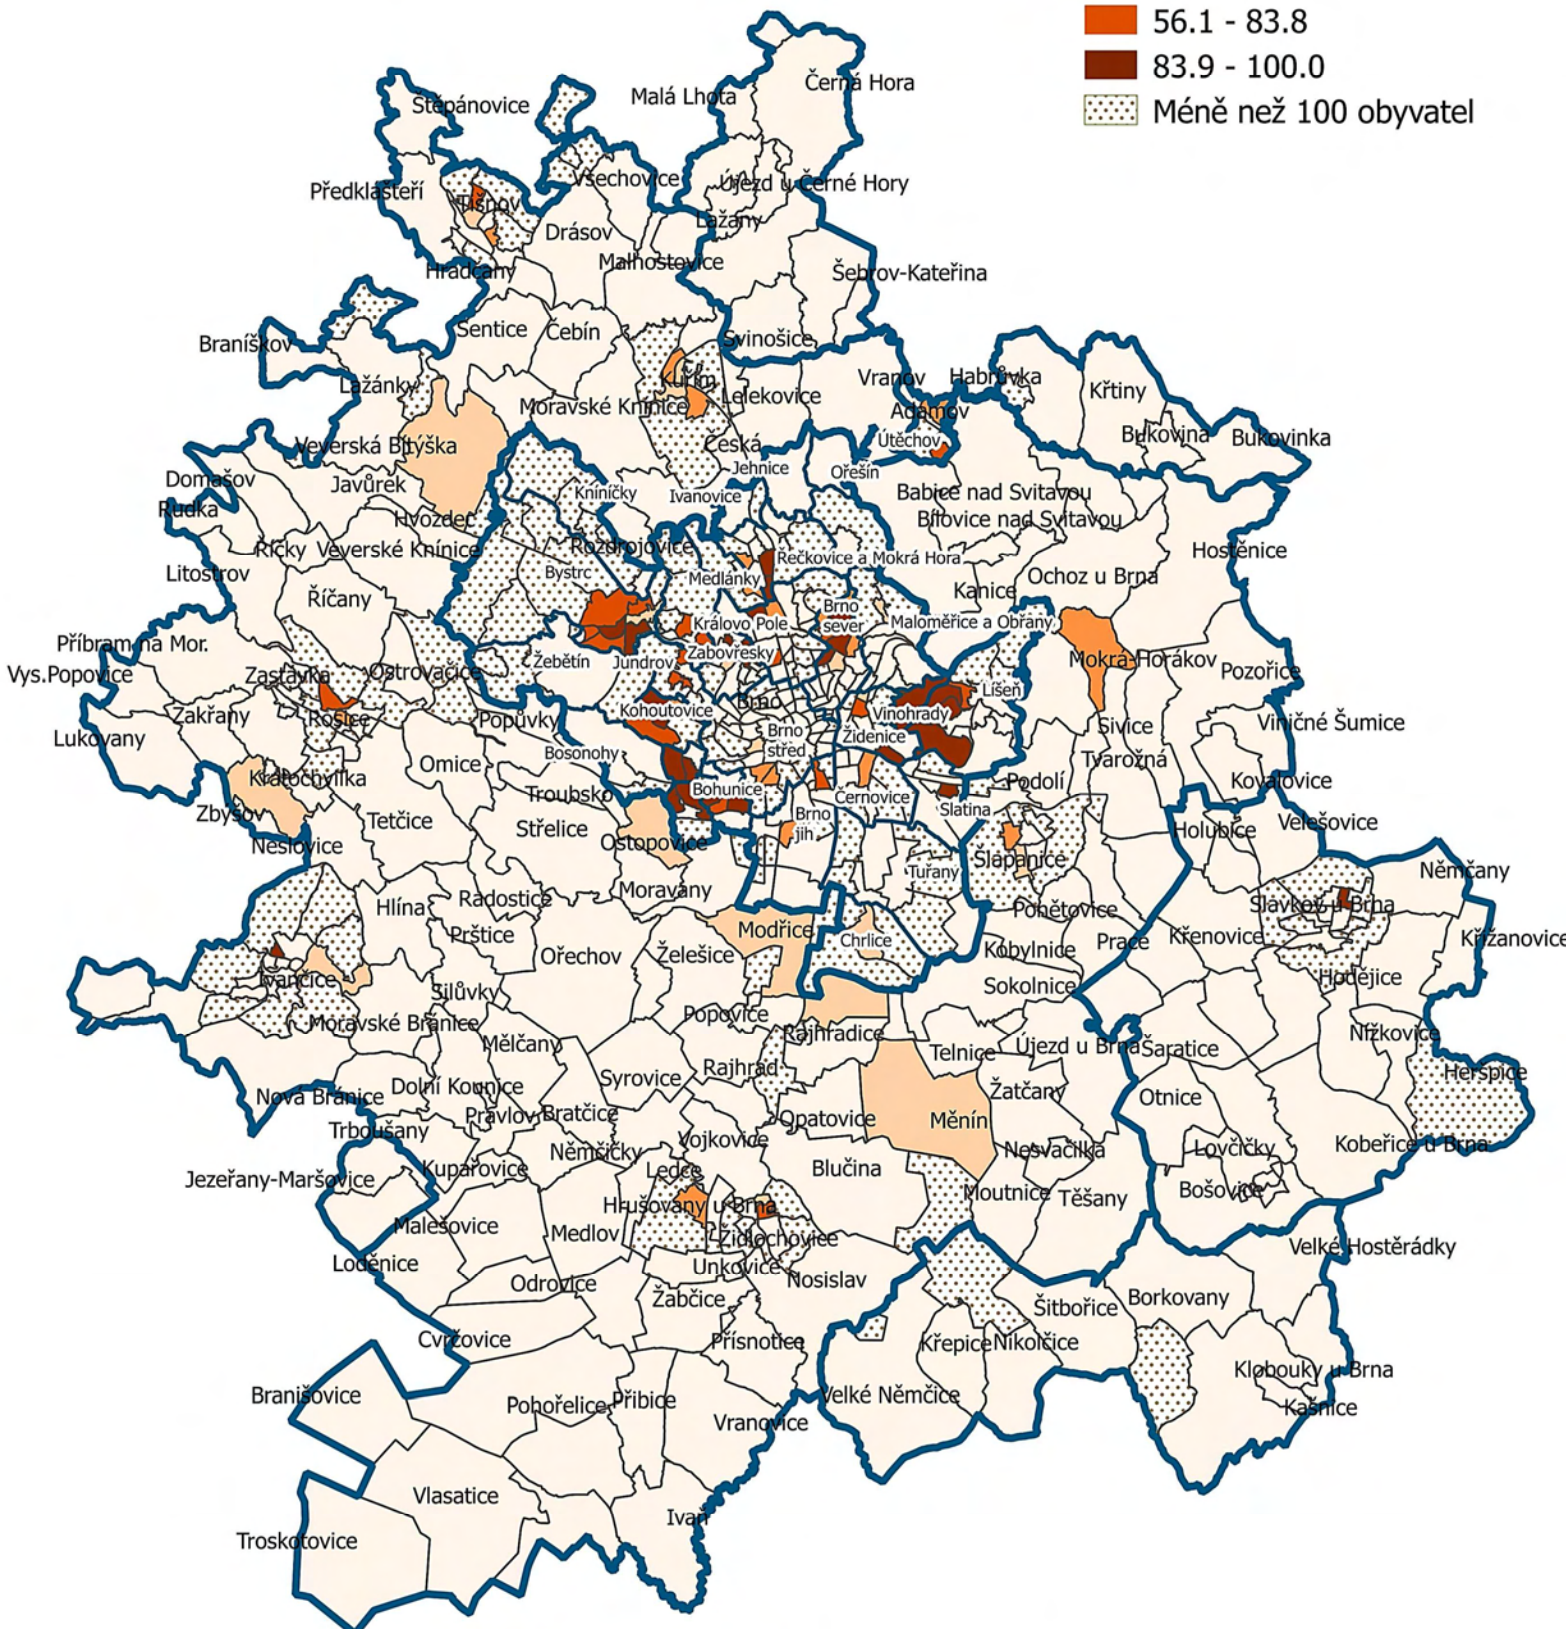 56.1 - 83.8
83.9 - 100.0
Méně než 100 obyvatel
Černá Hora
Malá Lhota
Štěpánovice
Všechovice
Újezd u Černé Hory
Předklášteří
Tišnov
Lažany
Drásov
Malhostovice
Hradčany
Šebrov-Kateřina
Sentice
Čebín
Svinošice
Braníškov
Lažánky
Kuřim
Vranov
Habrůvka
Křtiny
Lelekovice
Moravské Knínice
Adamov
Bukovina
Bukovinka
Veverská Bítýška
Česká
Útěchov
Jehnice
Ořešín
Domašov
Javůrek
Kníničky
Ivanovice
Babice nad Svitavou
Rudka
Hvozdec
Bílovice nad Svitavou
Říčky
Veverské Knínice
Rozdrojovice
Řečkovice a Mokrá Hora
Hostěnice
Litostrov
Bystrc
Medlánky
Ochoz u Brna
Kanice
Říčany
Brno
sever
Královo Pole
Maloměřice a Obřany
Příbram na Mor.
Žebětín
Jundrov
Žabovřesky
Mokrá-Horákov
Vys.Popovice
Zastávka
Ostrovačice
Pozořice
Líšeň
Zakřany
Rosice
Popůvky
Kohoutovice
Brno
Vinohrady
Viničné Šumice
Sivice
Lukovany
Brno
střed
Židenice
Bosonohy
Tvarožná
Omice
Kratochvilka
Podolí
Kovalovice
Troubsko
Bohunice
Černovice
Slatina
Zbýšov
Tetčice
Střelice
Brno
jih
Holubice
Velešovice
Neslovice
Ostopovice
Šlapanice
Němčany
Tuřany
Moravany
Radostice
Hlína
Ponětovice
Slavkov u Brna
Prštice
Modřice
Chrlice
Prace
Křenovice
Křižanovice
Kobylnice
Ořechov
Želešice
Ivančice
Hodějice
Silůvky
Sokolnice
Popovice
Moravské Bránice
Rajhradice
Nížkovice
Mělčany
Telnice
Újezd u Brna
Šaratice
Rajhrad
Heršpice
Syrovice
Dolní Kounice
Nová Bránice
Žatčany
Otnice
Pravlov
Bratčice
Opatovice
Měnín
Trboušany
Vojkovice
Kobeřice u Brna
Němčičky
Nesvačilka
Lovčičky
Kupařovice
Ledce
Blučina
Jezeřany-Maršovice
Moutnice
Těšany
Bošovice
Hrušovany u Brna
Malešovice
Medlov
Židlochovice
Velké Hostěrádky
Loděnice
Unkovice
Nosislav
Odrovice
Žabčice
Šitbořice
Borkovany
Cvrčovice
Přísnotice
Křepice
Nikolčice
Klobouky u Brna
Branišovice
Velké Němčice
Pohořelice
Přibice
Kašnice
Vranovice
Vlasatice
Ivaň
Troskotovice